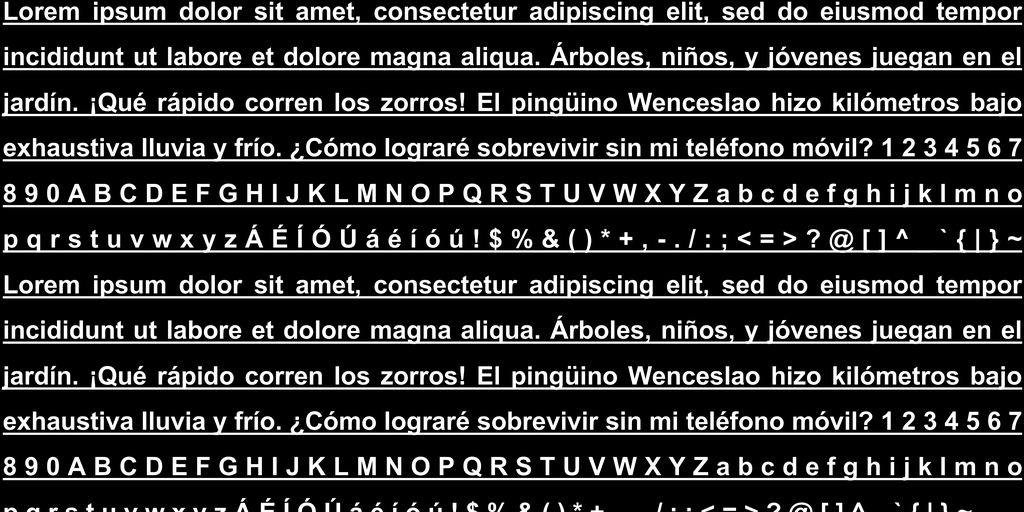 Lorem ipsum dolor sit amet, consectetur adipiscing elit, sed do eiusmod tempor
incididunt ut labore et dolore magna aliqua. Árboles, niños, y jóvenes juegan en el
jardín. ¡Qué rápido corren los zorros! El pingüino Wenceslao hizo kilómetros bajo
exhaustiva lluvia y frío. ¿Cómo lograré sobrevivir sin mi teléfono móvil? 1 2 3 4 5 6 7
8 9 0 A B C D E F G H I J K L M N O P Q R S T U V W X Y Z a b c d e f g h i j k l m n o
p q r s t u v w x y z Á É Í Ó Ú á é í ó ú ! $ % & ( ) * + , - . / : ; < = > ? @ [ ] ^ _ ` { | } ~
Lorem ipsum dolor sit amet, consectetur adipiscing elit, sed do eiusmod tempor
incididunt ut labore et dolore magna aliqua. Árboles, niños, y jóvenes juegan en el
jardín. ¡Qué rápido corren los zorros! El pingüino Wenceslao hizo kilómetros bajo
exhaustiva lluvia y frío. ¿Cómo lograré sobrevivir sin mi teléfono móvil? 1 2 3 4 5 6 7
8 9 0 A B C D E F G H I J K L M N O P Q R S T U V W X Y Z a b c d e f g h i j k l m n o
p q r s t u v w x y z Á É Í Ó Ú á é í ó ú ! $ % & ( ) * + / : ; < = > ? @ [ ] ^ ` { | } ~